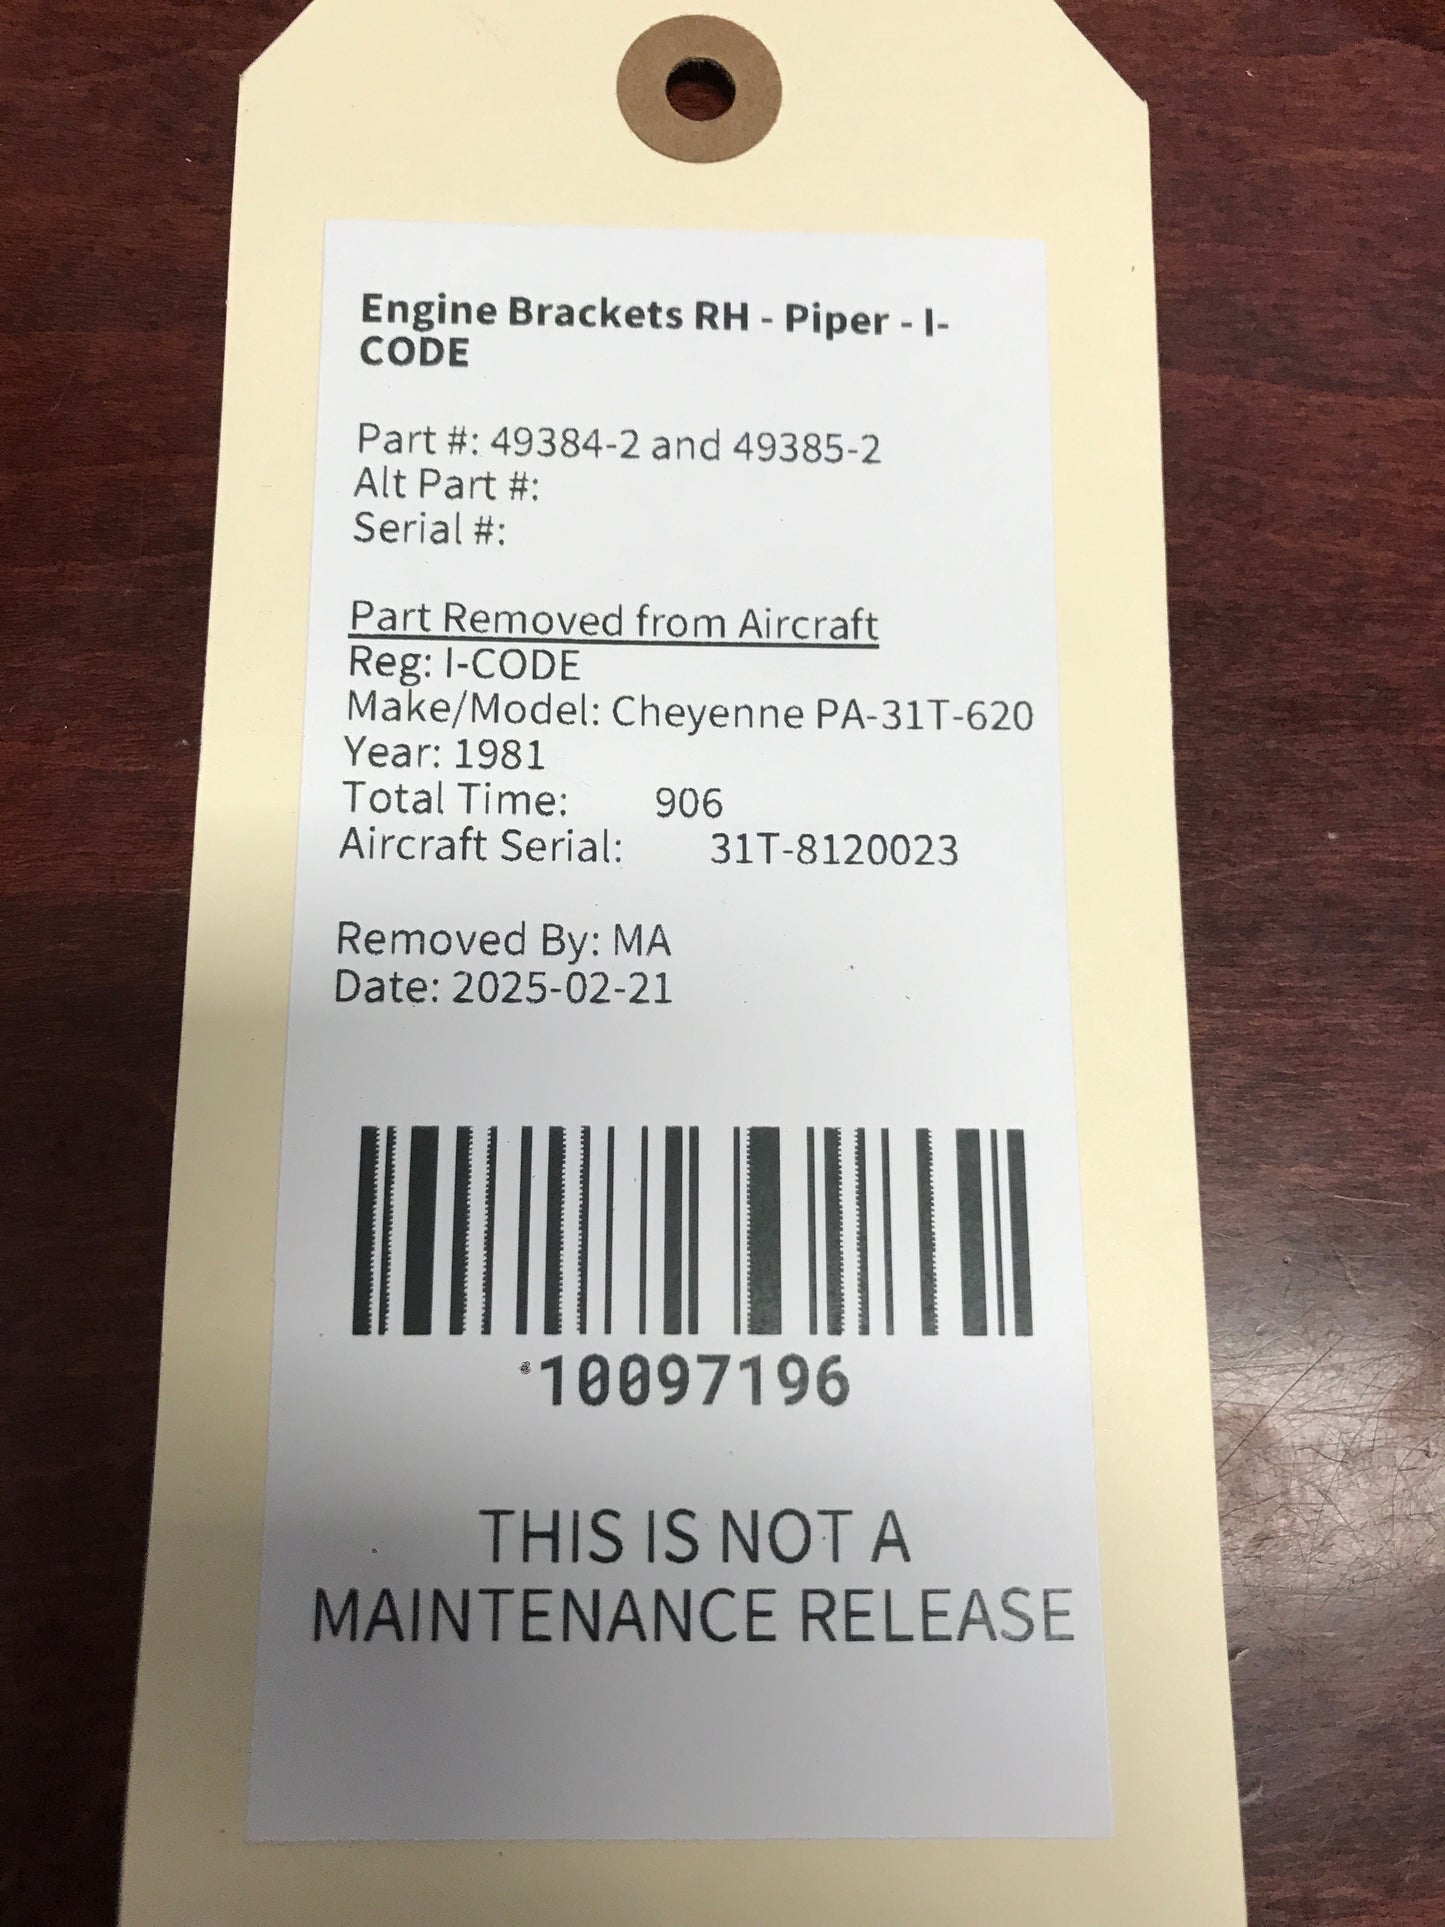 Engine Brackets RH - Piper - I-
CODE
Part #: 49384-2 and 49385-2
Alt Part #:
Serial #:
Part Removed from Aircraft
Reg: I-CODE
Make/Model: Cheyenne PA-31T-620
Year: 1981
Total Time: 906
Aircraft Serial: 31T-8120023
Removed By: MA
Date: 2025-02-21
10097196
THIS IS NOT A
MAINTENANCE RELEASE